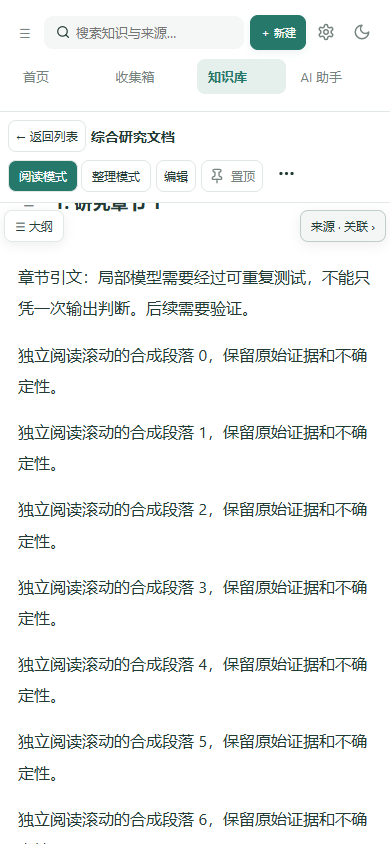 搜索知识与来源...
+ 新建
首页
收集箱
知识库
AI 助手
← 返回列表
综合研究文档
阅读模式
整理模式
编辑
置顶
•••
1. 研究章节 1
☰ 大纲
来源 · 关联 ›
章节引文：局部模型需要经过可重复测试，不能只
凭一次输出判断。后续需要验证。
独立阅读滚动的合成段落 0，保留原始证据和不确
定性。
独立阅读滚动的合成段落 1，保留原始证据和不确
定性。
独立阅读滚动的合成段落 2，保留原始证据和不确
定性。
独立阅读滚动的合成段落 3，保留原始证据和不确
定性。
独立阅读滚动的合成段落 4，保留原始证据和不确
定性。
独立阅读滚动的合成段落 5，保留原始证据和不确
定性。
独立阅读滚动的合成段落 6，保留原始证据和不确